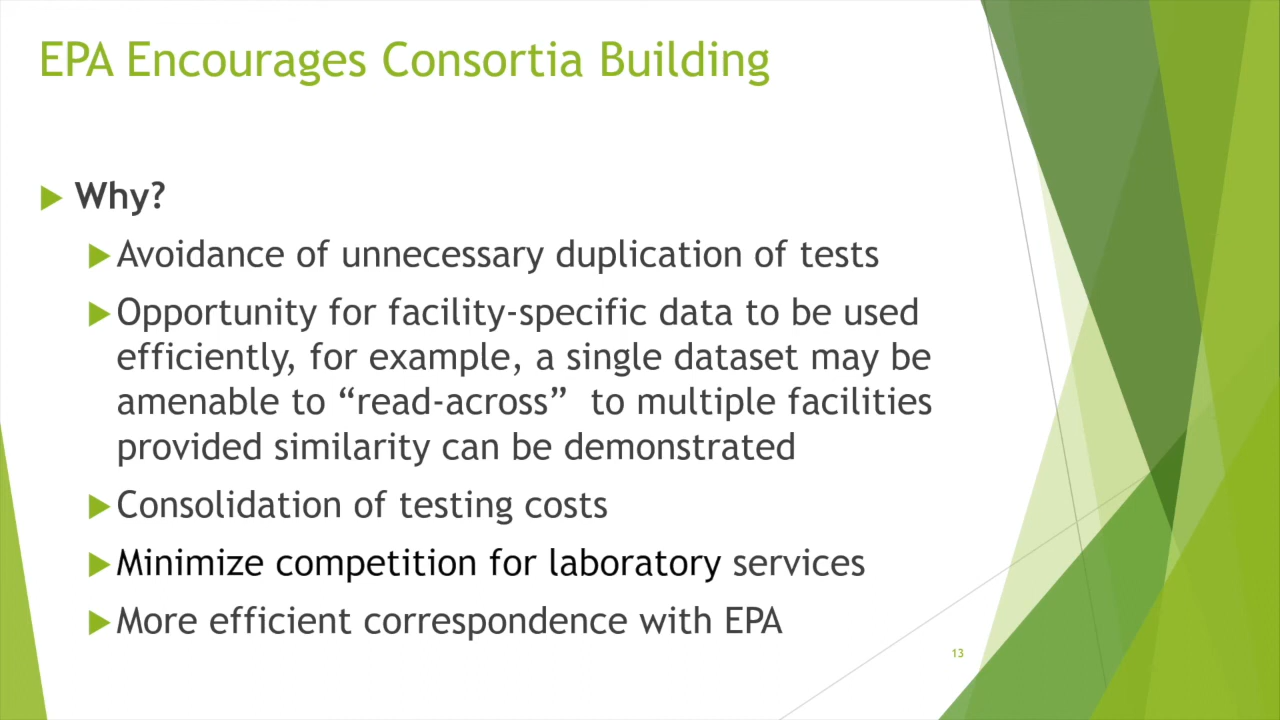 EPA Encourages Consortia Building
Why?
Avoidance of unnecessary duplication of tests
Opportunity for facility-specific data to be used
efficiently, for example, a single dataset may be
amenable to “read-across”  to multiple facilities
provided similarity can be demonstrated
Consolidation of testing costs
Minimize competition for laboratory services
More efficient correspondence with EPA
13